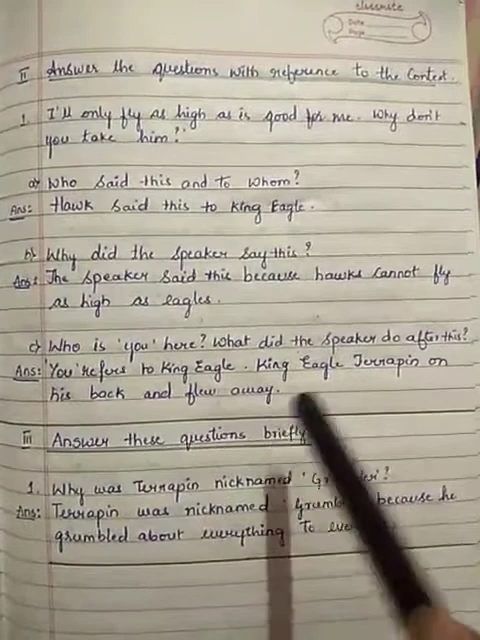 classmate
Date
Page
II Answer the questions with reference to the Context.
1. I'll only fly as high as is good for me. Why don't
you take him?
a) Who said this and to whom?
Ans: Hawk said this to King Eagle.
b) Why did the speaker say this?
Ans: The speaker said this because hawks cannot fly
as high as eagles.
c) Who is 'you' here? What did the speaker do after this?
Ans: 'You' refers to King Eagle. King Eagle Terrapin on
his back and flew away.
III Answer these questions briefly
1. Why was Terrapin nicknamed
Ans: Terrapin was nicknamed because he
grumbled about everything to